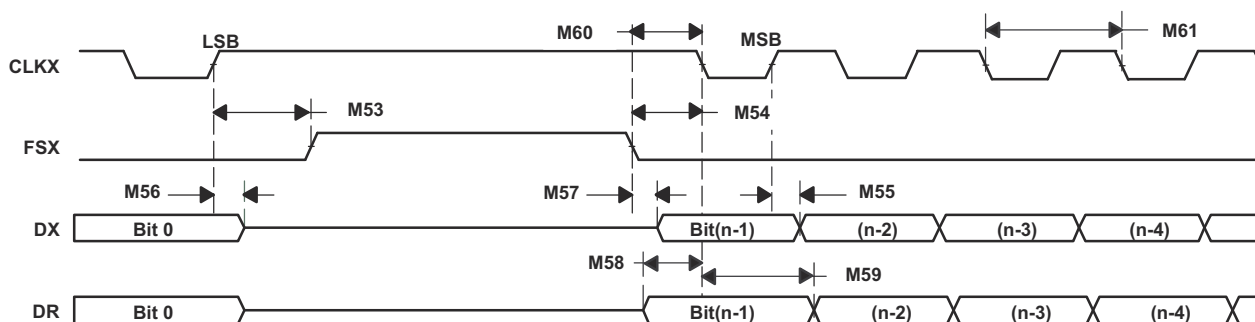 LSB M60 MSB M61
CLKX
M53 M54
FSX
M56 M57 M55
DX Bit 0 Bit(n-1) (n-2) (n-3) (n-4)
M58 M59
DR Bit 0 Bit(n-1) (n-2) (n-3) (n-4)